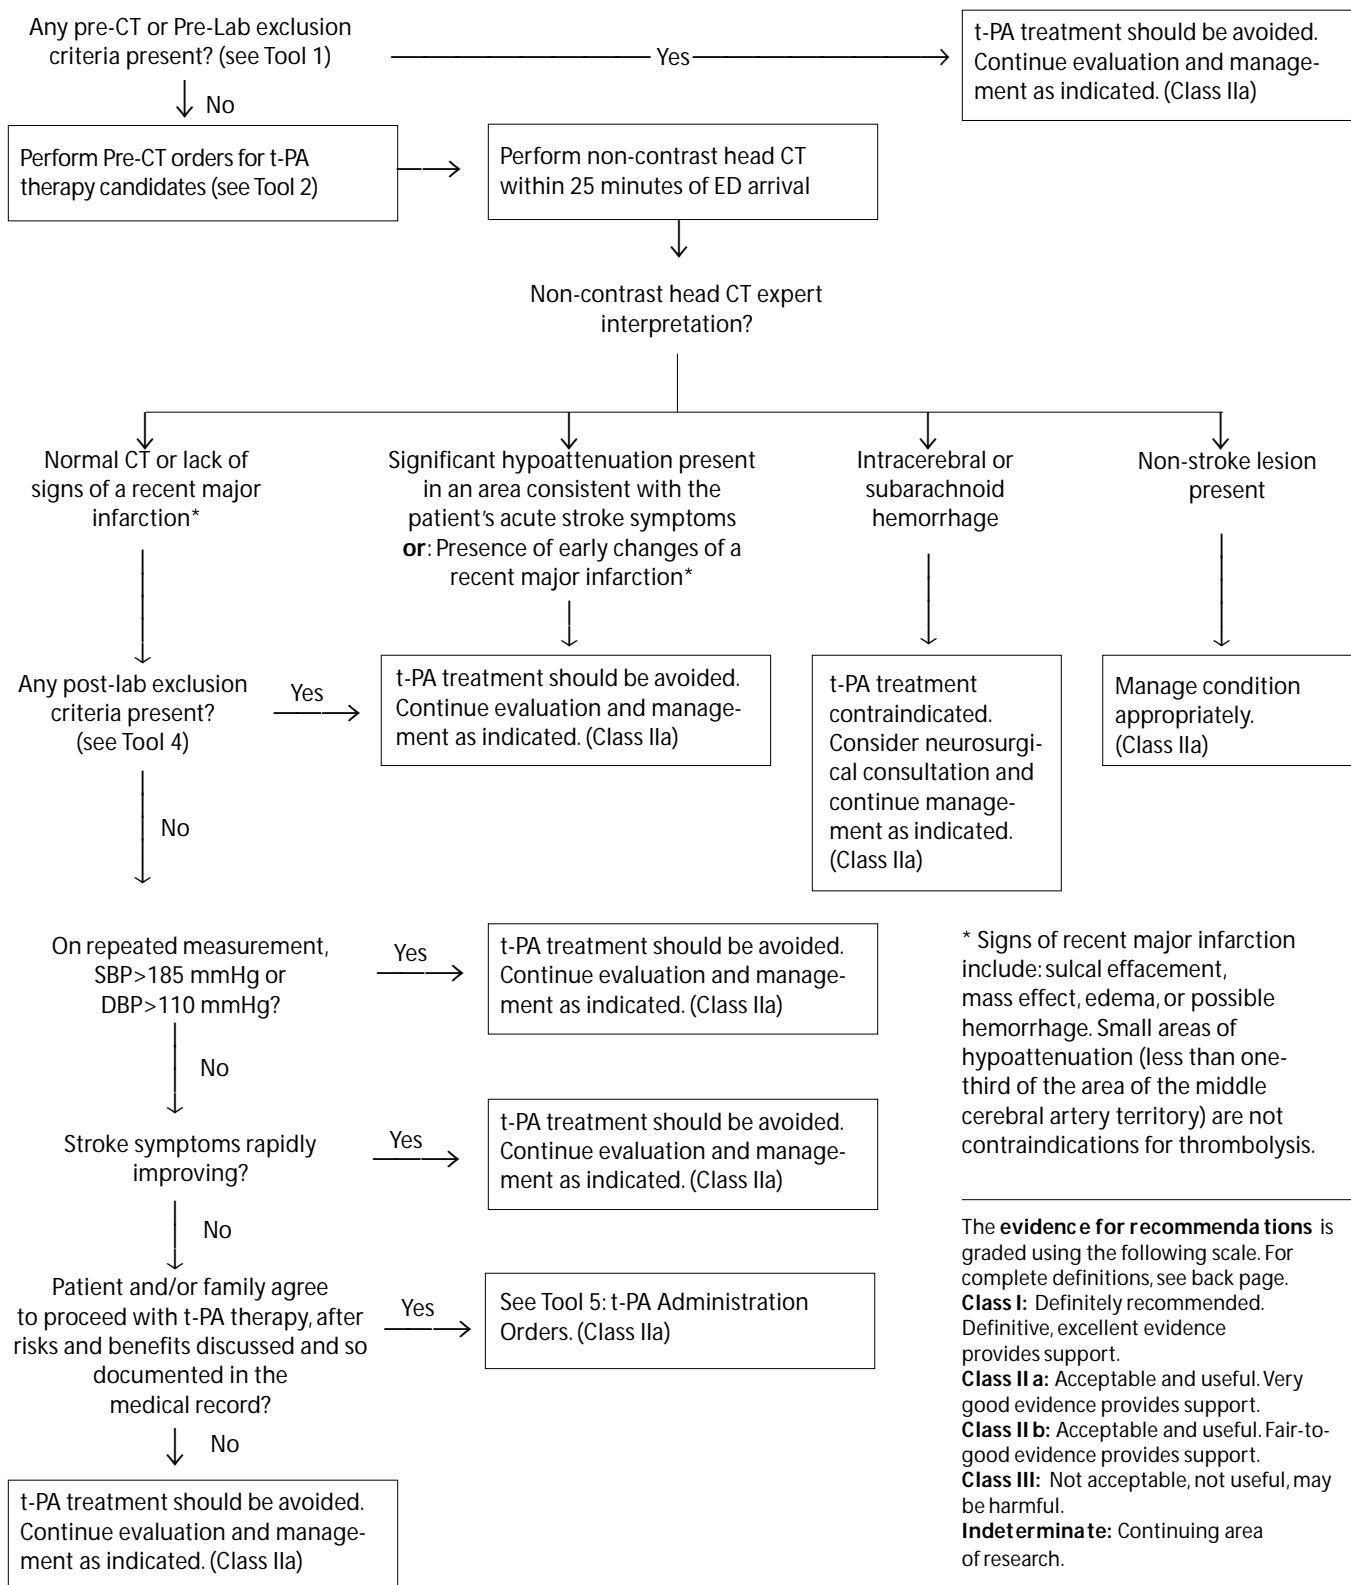 Any pre-CT or Pre-Lab exclusion
criteria present? (see Tool 1)
Yes
t-PA treatment should be avoided.
Continue evaluation and manage-
ment as indicated. (Class IIa)
No
Perform Pre-CT orders for t-PA
therapy candidates (see Tool 2)
Perform non-contrast head CT
within 25 minutes of ED arrival
Non-contrast head CT expert
interpretation?
Normal CT or lack of
signs of a recent major
infarction*
Significant hypoattenuation present
in an area consistent with the
patient's acute stroke symptoms
or: Presence of early changes of a
recent major infarction*
Intracerebral or
subarachnoid
hemorrhage
Non-stroke lesion
present
Any post-lab exclusion
criteria present?
(see Tool 4)
Yes
t-PA treatment should be avoided.
Continue evaluation and manage-
ment as indicated. (Class IIa)
t-PA treatment
contraindicated.
Consider neurosurgi-
cal consultation and
continue manage-
ment as indicated.
(Class IIa)
Manage condition
appropriately.
(Class IIa)
No
On repeated measurement,
SBP>185 mmHg or
DBP>110 mmHg?
Yes
t-PA treatment should be avoided.
Continue evaluation and manage-
ment as indicated. (Class IIa)
No
Stroke symptoms rapidly
improving?
Yes
t-PA treatment should be avoided.
Continue evaluation and manage-
ment as indicated. (Class IIa)
No
Patient and/or family agree
to proceed with t-PA therapy, after
risks and benefits discussed and so
documented in the
medical record?
Yes
See Tool 5: t-PA Administration
Orders. (Class IIa)
No
t-PA treatment should be avoided.
Continue evaluation and manage-
ment as indicated. (Class IIa)
* Signs of recent major infarction
include: sulcal effacement,
mass effect, edema, or possible
hemorrhage. Small areas of
hypoattenuation (less than one-
third of the area of the middle
cerebral artery territory) are not
contraindications for thrombolysis.
The evidence for recommendations is
graded using the following scale. For
complete definitions, see back page.
Class I: Definitely recommended.
Definitive, excellent evidence
provides support.
Class II a: Acceptable and useful. Very
good evidence provides support.
Class II b: Acceptable and useful. Fair-to-
good evidence provides support.
Class III: Not acceptable, not useful, may
be harmful.
Indeterminate: Continuing area
of research.